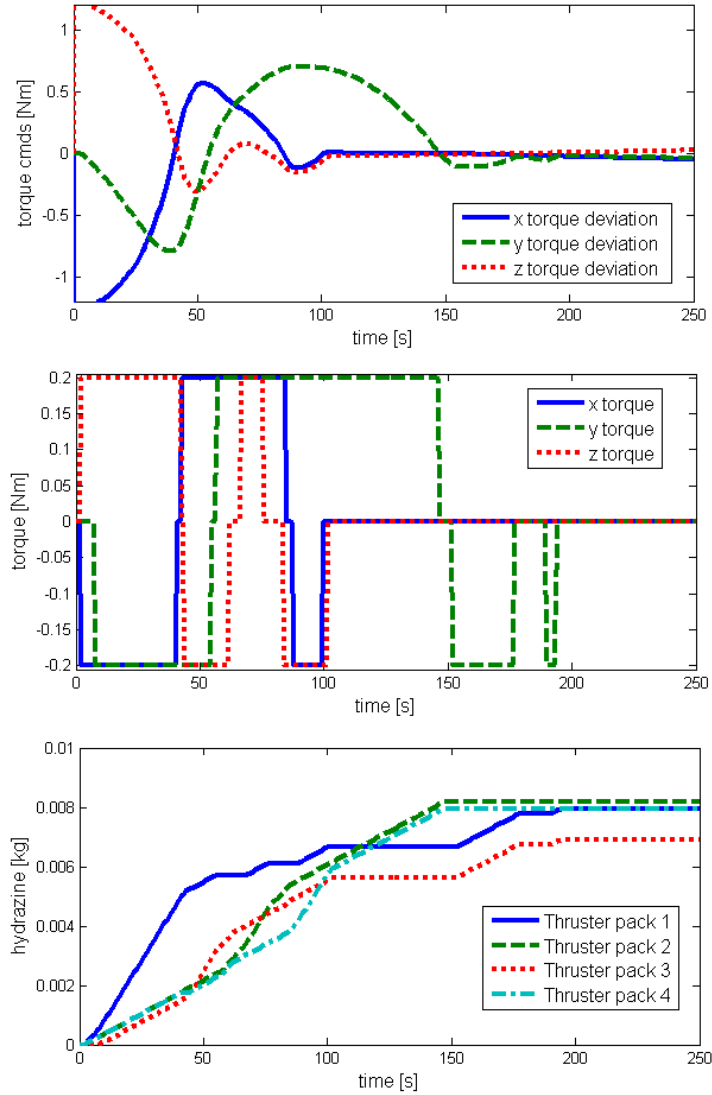 torque cmds [Nm]
1
0.5
0
-0.5
-1
x torque deviation
y torque deviation
z torque deviation
0
50
100
150
200
250
time [s]
torque [Nm]
0.2
0.15
0.1
0.05
0
-0.05
-0.1
-0.15
-0.2
x torque
y torque
z torque
0
50
100
150
200
250
time [s]
hydrazine [kg]
0.01
0.008
0.006
0.004
0.002
0
Thruster pack 1
Thruster pack 2
Thruster pack 3
Thruster pack 4
0
50
100
150
200
250
time [s]